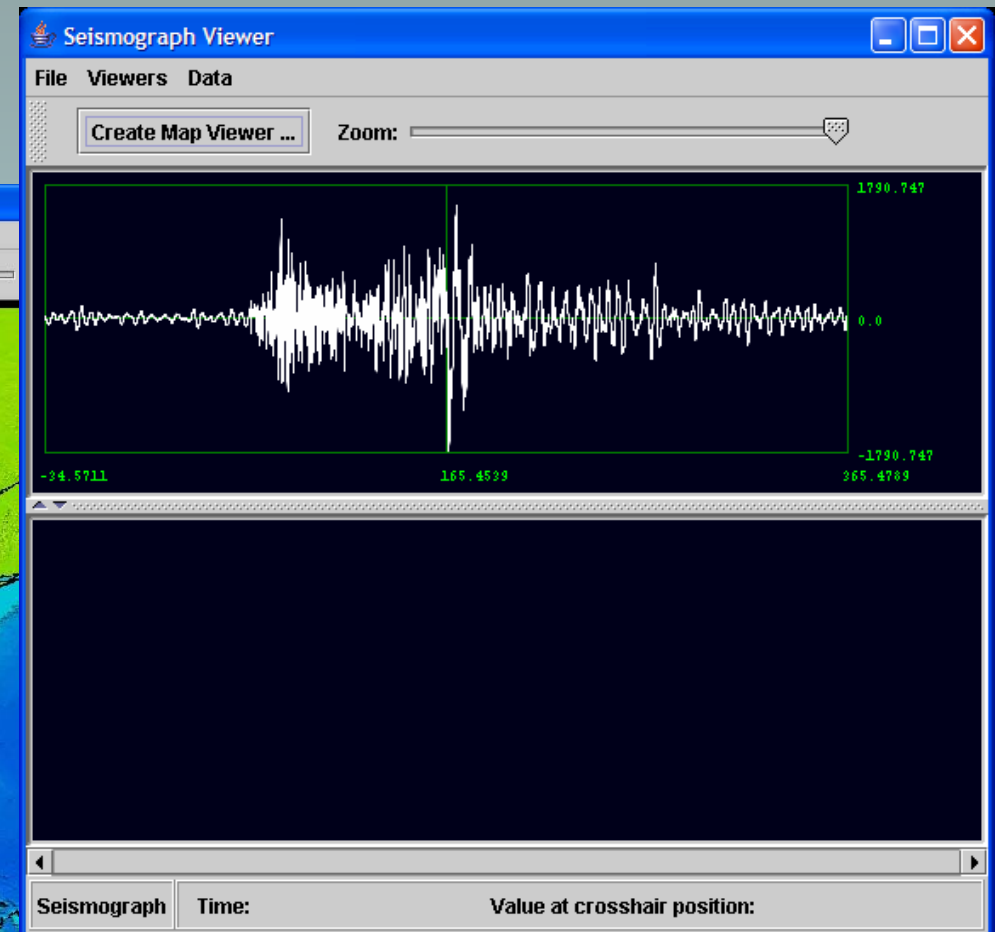 Seismograph Viewer
File Viewers Data
Create Map Viewer ... Zoom:
1790.747
0.0
-1790.747
-34.5711 165.4539 365.4789
Seismograph Time: Value at crosshair position: